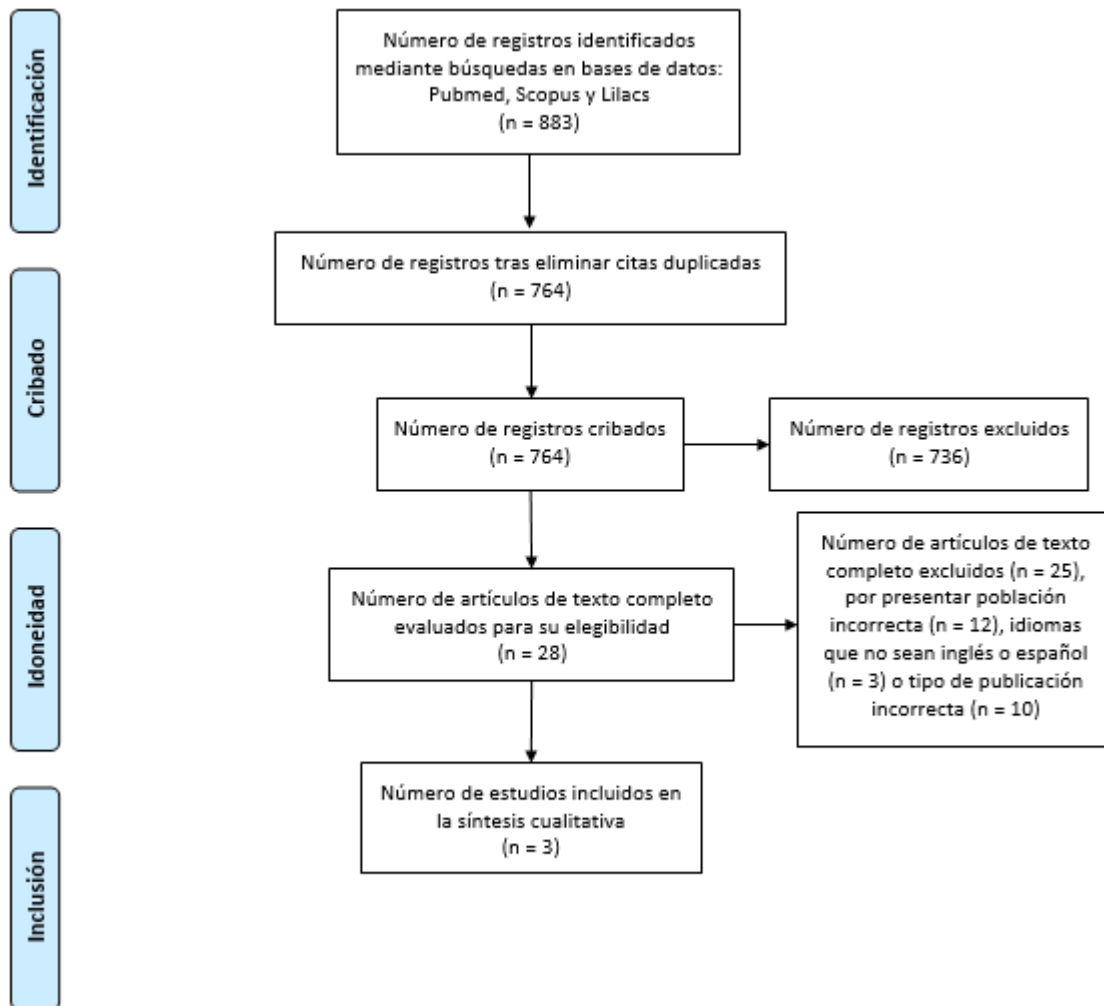 Identificación
Número de registros identificados
mediante búsquedas en bases de datos:
Pubmed, Scopus y Lilacs
(n = 883)
Número de registros tras eliminar citas duplicadas
(n = 764)
Cribado
Número de registros cribados
(n = 764)
Número de registros excluidos
(n = 736)
Idoneidad
Número de artículos de texto completo
evaluados para su elegibilidad
(n = 28)
Número de artículos de texto
completo excluidos (n = 25),
por presentar población
incorrecta (n = 12), idiomas
que no sean inglés o español
(n = 3) o tipo de publicación
incorrecta (n = 10)
Inclusión
Número de estudios incluidos en
la síntesis cualitativa
(n = 3)